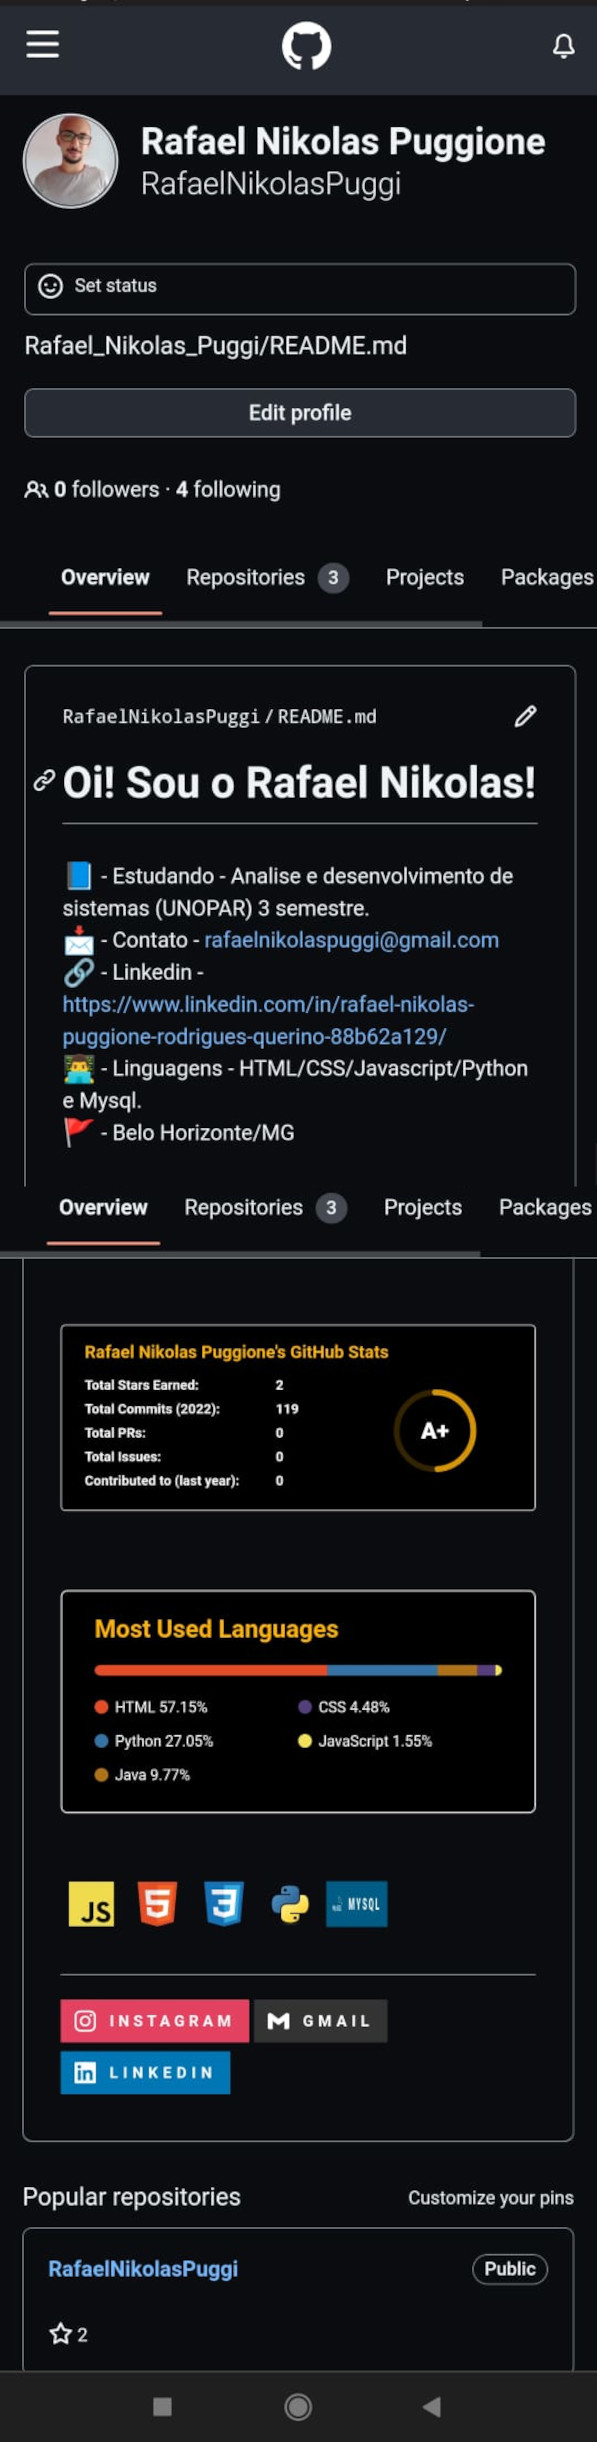 Rafael Nikolas Puggione
RafaelNikolasPuggi
Set status
Rafael_Nikolas_Puggi/README.md
Edit profile
0 followers · 4 following
Overview Repositories 3 Projects Packages
RafaelNikolasPuggi / README.md
Oi! Sou o Rafael Nikolas!
- Estudando - Analise e desenvolvimento de
sistemas (UNOPAR) 3 semestre.
- Contato - rafaelnikolaspuggi@gmail.com
- Linkedin -
https://www.linkedin.com/in/rafael-nikolas-
puggione-rodrigues-querino-88b62a129/
- Linguagens - HTML/CSS/Javascript/Python
e Mysql.
- Belo Horizonte/MG
Overview Repositories 3 Projects Packages
Rafael Nikolas Puggione's GitHub Stats
Total Stars Earned: 2
Total Commits (2022): 119
Total PRs: 0
Total Issues: 0
Contributed to (last year): 0
A+
Most Used Languages
HTML 57.15% CSS 4.48%
Python 27.05% JavaScript 1.55%
Java 9.77%
JS 5 3 MYSQL
INSTAGRAM GMAIL
in LINKEDIN
Popular repositories Customize your pins
RafaelNikolasPuggi Public
2